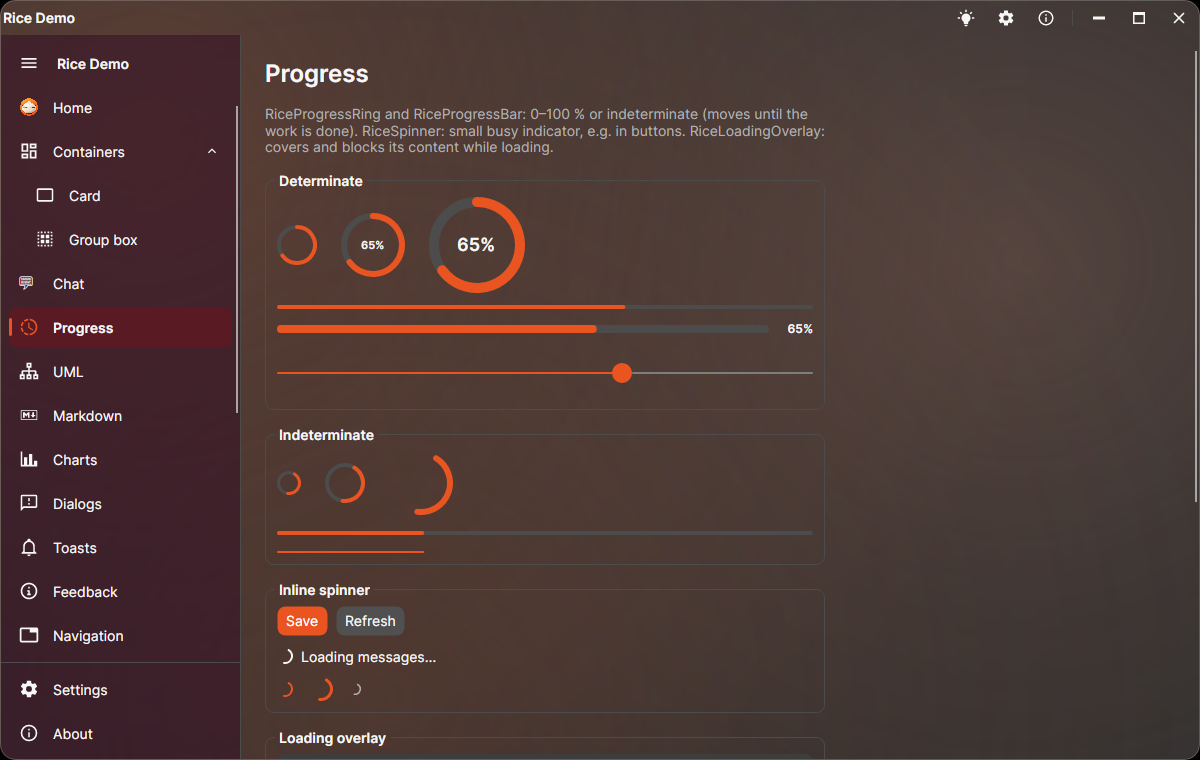 Rice Demo
Rice Demo
Home
Containers
Card
Group box
Chat
Progress
UML
Markdown
Charts
Dialogs
Toasts
Feedback
Navigation
Settings
About
Progress
RiceProgressRing and RiceProgressBar: 0–100 % or indeterminate (moves until the
work is done). RiceSpinner: small busy indicator, e.g. in buttons. RiceLoadingOverlay:
covers and blocks its content while loading.
Determinate
65%
65%
65%
Indeterminate
Inline spinner
Save
Refresh
Loading messages...
Loading overlay